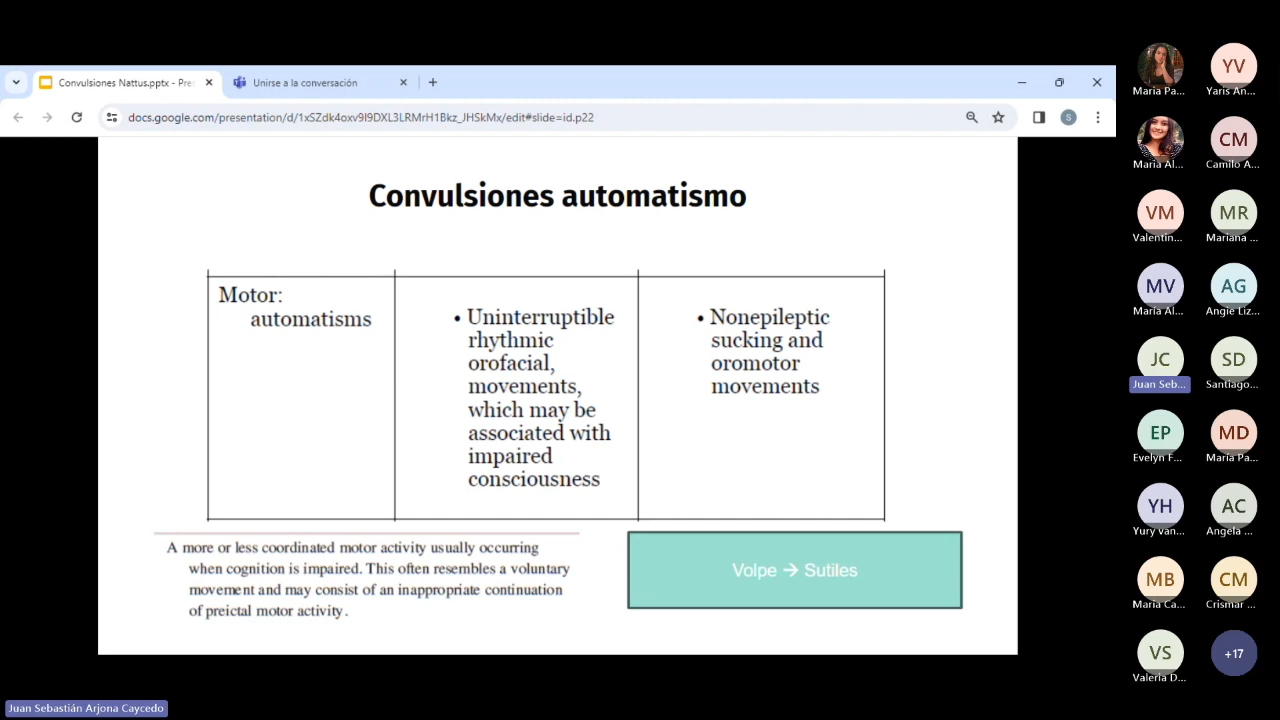 Convulsiones Nattus.pptx - Pre
Unirse a la conversación
docs.google.com/presentation/d/1xSZdk4oxv9I9DXL3LRMrH1Bkz_JHSkMx/edit#slide=id.p22
S
Convulsiones automatismo
Motor:
automatisms
• Uninterruptible
rhythmic
orofacial,
movements,
which may be
associated with
impaired
consciousness
• Nonepileptic
sucking and
oromotor
movements
A more or less coordinated motor activity usually occurring
when cognition is impaired. This often resembles a voluntary
movement and may consist of an inappropriate continuation
of preictal motor activity.
Volpe → Sutiles
Maria Pa...
YV
Yaris An...
Maria Al...
CM
Camilo A...
VM
Valentin...
MR
Mariana ...
MV
María Al...
AG
Angie Liz...
JC
Juan Seb...
SD
Santiago...
EP
Evelyn F...
MD
María Pa...
YH
Yury van...
AC
Angela ...
MB
Maria Ca...
CM
Crismar ...
VS
Valeria D...
+17
Juan Sebastián Arjona Caycedo